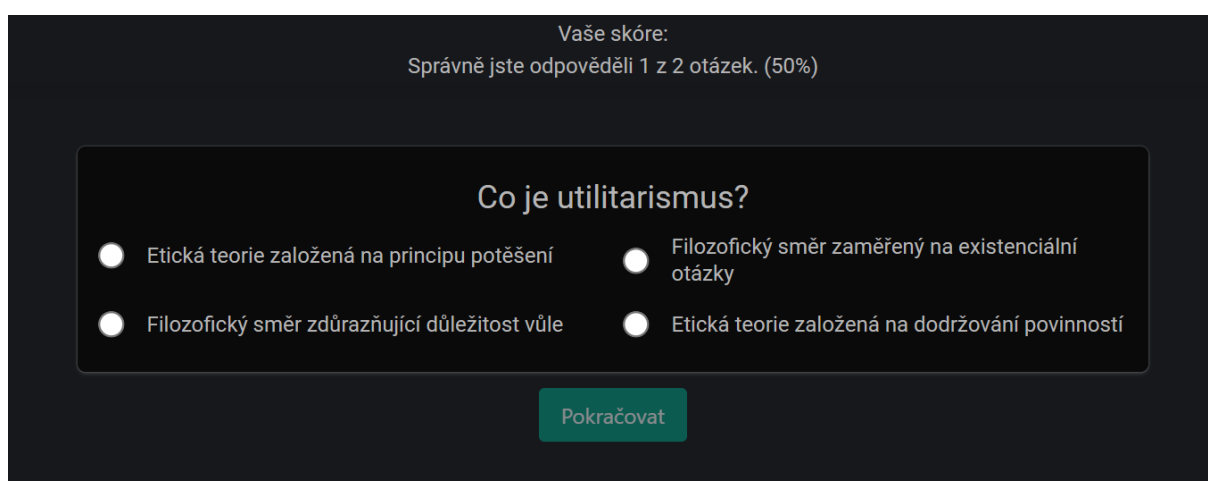 Vaše skóre:
Správně jste odpověděli 1 z 2 otázek. (50%)
Co je utilitarismus?
Etická teorie založená na principu potěšení
Filozofický směr zaměřený na existenciální
otázky
Filozofický směr zdůrazňující důležitost vůle
Etická teorie založená na dodržování povinností
Pokračovat